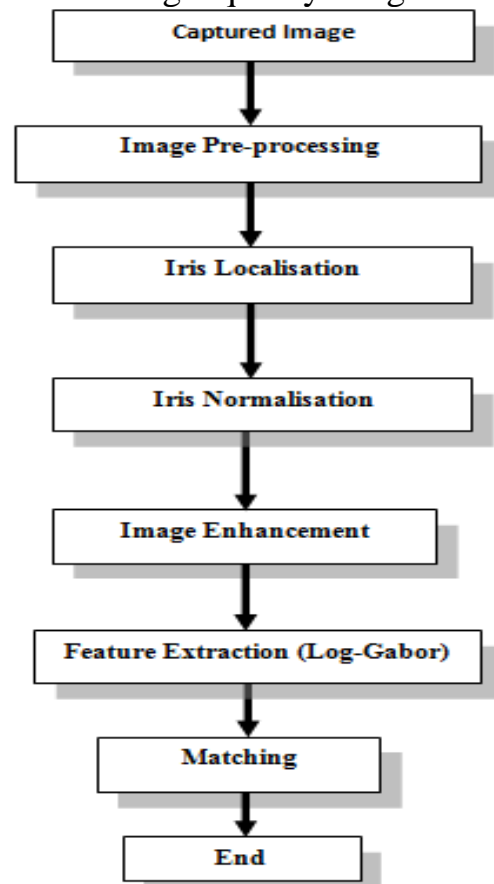 Captured Image
Image Pre-processing
Iris Localisation
Iris Normalisation
Image Enhancement
Feature Extraction (Log-Gabor)
Matching
End